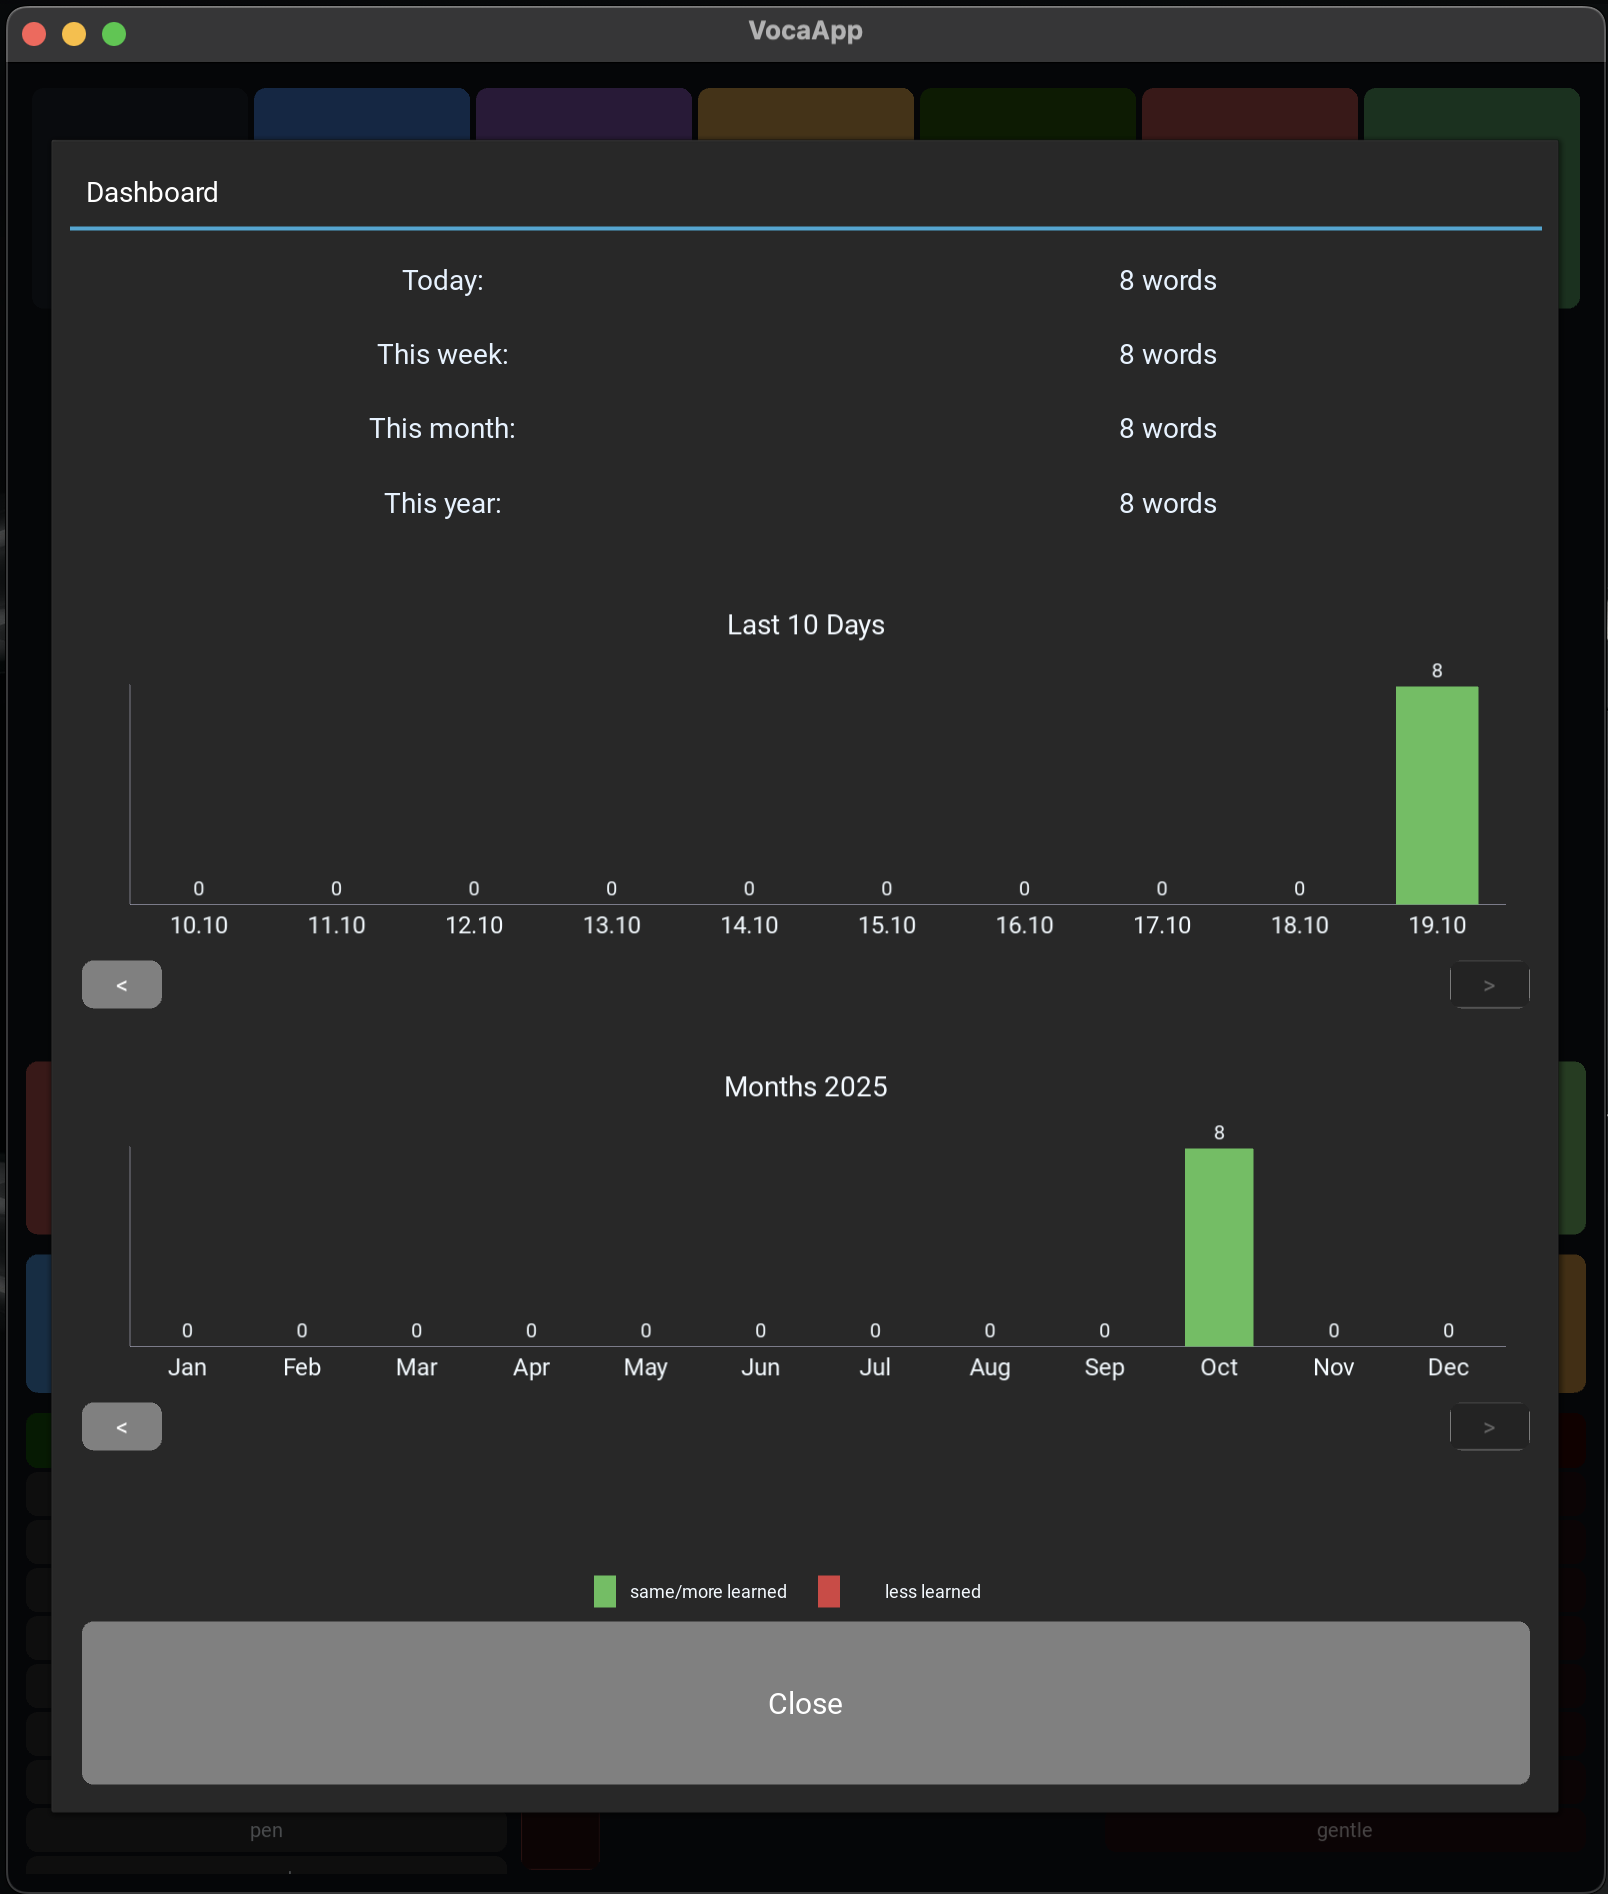 VocaApp
Dashboard
Today: 8 words
This week: 8 words
This month: 8 words
This year: 8 words
Last 10 Days
8
0 0 0 0 0 0 0 0 0
10.10 11.10 12.10 13.10 14.10 15.10 16.10 17.10 18.10 19.10
< >
Months 2025
8
0 0 0 0 0 0 0 0 0 0 0
Jan Feb Mar Apr May Jun Jul Aug Sep Oct Nov Dec
< >
same/more learned less learned
Close
pen gentle